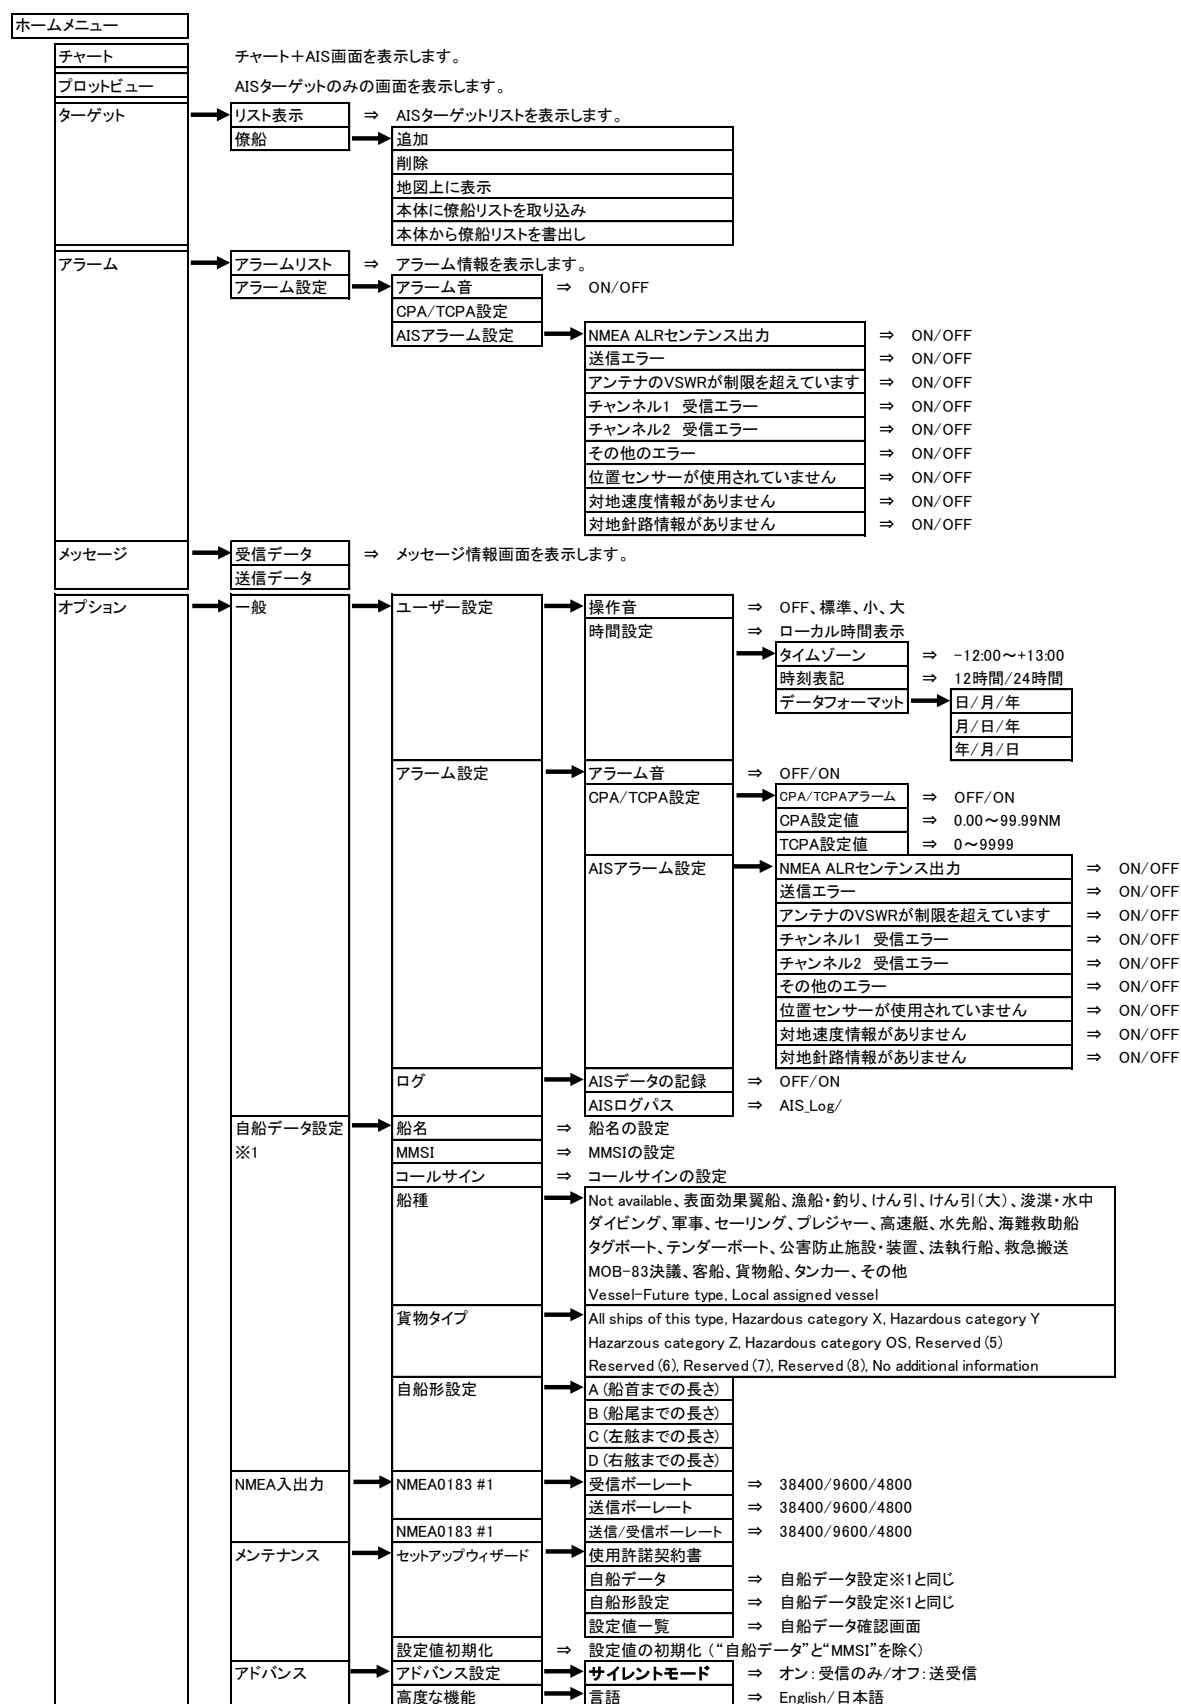 ホームメニュー
チャート チャート＋AIS画面を表示します。
プロットビュー AISターゲットのみの画面を表示します。
ターゲット リスト表示 ⇒ AISターゲットリストを表示します。
僚船 追加
削除
地図上に表示
本体に僚船リストを取り込み
本体から僚船リストを書出し
アラーム アラームリスト ⇒ アラーム情報を表示します。
アラーム設定 アラーム音 ⇒ ON/OFF
CPA/TCPA設定
AISアラーム設定 NMEA ALRセンテンス出力 ⇒ ON/OFF
送信エラー ⇒ ON/OFF
アンテナのVSWRが制限を超えています ⇒ ON/OFF
チャンネル1 受信エラー ⇒ ON/OFF
チャンネル2 受信エラー ⇒ ON/OFF
その他のエラー ⇒ ON/OFF
位置センサーが使用されていません ⇒ ON/OFF
対地速度情報がありません ⇒ ON/OFF
対地針路情報がありません ⇒ ON/OFF
メッセージ 受信データ ⇒ メッセージ情報画面を表示します。
送信データ
オプション 一般 ユーザー設定 操作音 ⇒ OFF、標準、小、大
時間設定 ⇒ ローカル時間表示
タイムゾーン ⇒ -12:00～+13:00
時刻表記 ⇒ 12時間/24時間
データフォーマット 日/月/年
月/日/年
年/月/日
アラーム設定 アラーム音 ⇒ OFF/ON
CPA/TCPA設定 CPA/TCPAアラーム ⇒ OFF/ON
CPA設定値 ⇒ 0.00～99.99NM
TCPA設定値 ⇒ 0～9999
AISアラーム設定 NMEA ALRセンテンス出力 ⇒ ON/OFF
送信エラー ⇒ ON/OFF
アンテナのVSWRが制限を超えています ⇒ ON/OFF
チャンネル1 受信エラー ⇒ ON/OFF
チャンネル2 受信エラー ⇒ ON/OFF
その他のエラー ⇒ ON/OFF
位置センサーが使用されていません ⇒ ON/OFF
対地速度情報がありません ⇒ ON/OFF
対地針路情報がありません ⇒ ON/OFF
ログ AISデータの記録 ⇒ OFF/ON
AISログパス ⇒ AIS_Log/
自船データ設定 船名 ⇒ 船名の設定
※1 MMSI ⇒ MMSIの設定
コールサイン ⇒ コールサインの設定
船種 Not available、表面効果翼船、漁船・釣り、けん引、けん引（大）、浚渫・水中
ダイビング、軍事、セーリング、プレジャー、高速艇、水先船、海難救助船
タグボート、テンダーボート、公害防止施設・装置、法執行船、救急搬送
MOB-83決議、客船、貨物船、タンカー、その他
Vessel-Future type, Local assigned vessel
貨物タイプ All ships of this type, Hazardous category X, Hazardous category Y
Hazarzous category Z, Hazardous category OS, Reserved (5)
Reserved (6), Reserved (7), Reserved (8), No additional information
自船形設定 A (船首までの長さ)
B (船尾までの長さ)
C (左舷までの長さ)
D (右舷までの長さ)
NMEA入出力 NMEA0183 #1 受信ボーレート ⇒ 38400/9600/4800
送信ボーレート ⇒ 38400/9600/4800
NMEA0183 #1 送信/受信ボーレート ⇒ 38400/9600/4800
メンテナンス セットアップウィザード 使用許諾契約書
自船データ ⇒ 自船データ設定※1と同じ
自船形設定 ⇒ 自船データ設定※1と同じ
設定値一覧 ⇒ 自船データ確認画面
設定値初期化 ⇒ 設定値の初期化 (“自船データ”と“MMSI”を除く)
アドバンス アドバンス設定 サイレントモード ⇒ オン：受信のみ/オフ：送受信
高度な機能 言語 ⇒ English/日本語